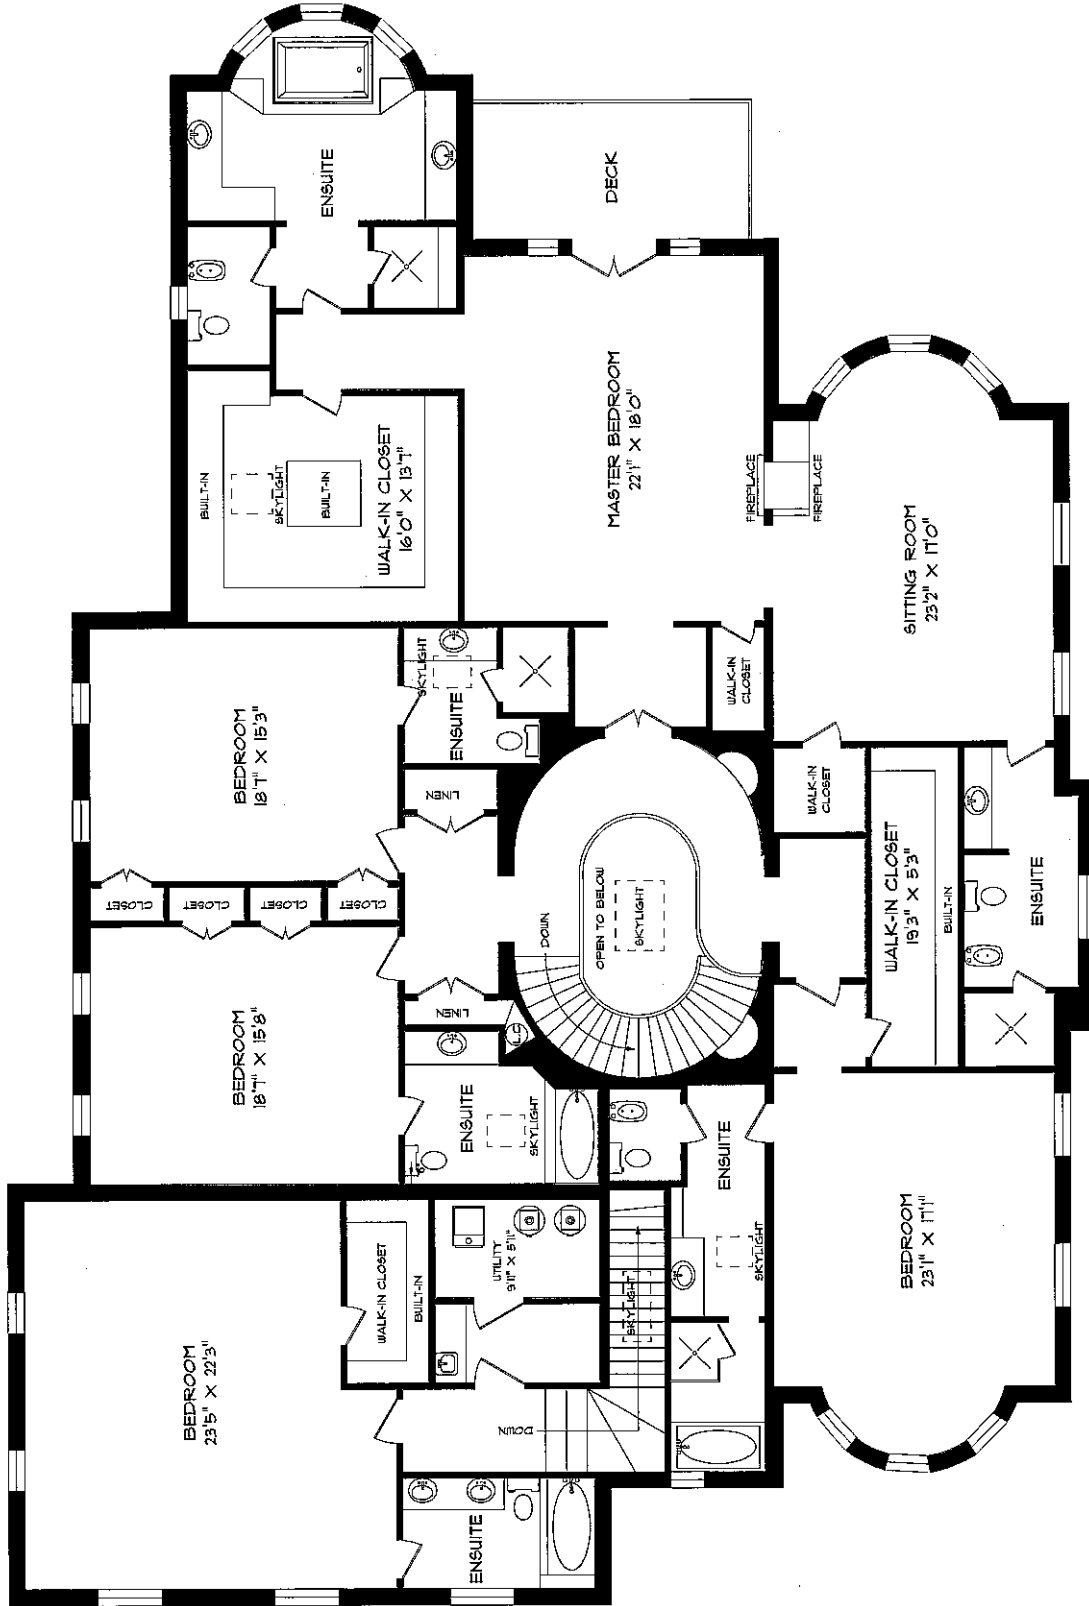 ENSUITE
DECK
MASTER BEDROOM
22'1" X 18'0"
BUILT-IN
SKYLIGHT
BUILT-IN
WALK-IN CLOSET
16'0" X 13'7"
FIREPLACE
FIREPLACE
SITTING ROOM
23'2" X 17'0"
BEDROOM
18'7" X 15'3"
SKYLIGHT
ENSUITE
WALK-IN
CLOSET
LINEN
WALK-IN
CLOSET
CLOSET
CLOSET
CLOSET
CLOSET
OPEN TO BELOW
SKYLIGHT
DOWN
WALK-IN CLOSET
19'3" X 5'3"
BUILT-IN
ENSUITE
BEDROOM
18'7" X 15'8"
LINEN
ENSUITE
SKYLIGHT
ENSUITE
SKYLIGHT
BEDROOM
23'1" X 17'1"
WALK-IN CLOSET
BUILT-IN
UTILITY
9'11" X 5'11"
SKYLIGHT
BEDROOM
23'5" X 22'3"
DOWN
ENSUITE